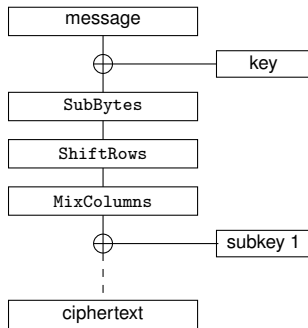 message
key
SubBytes
ShiftRows
MixColumns
subkey 1
ciphertext